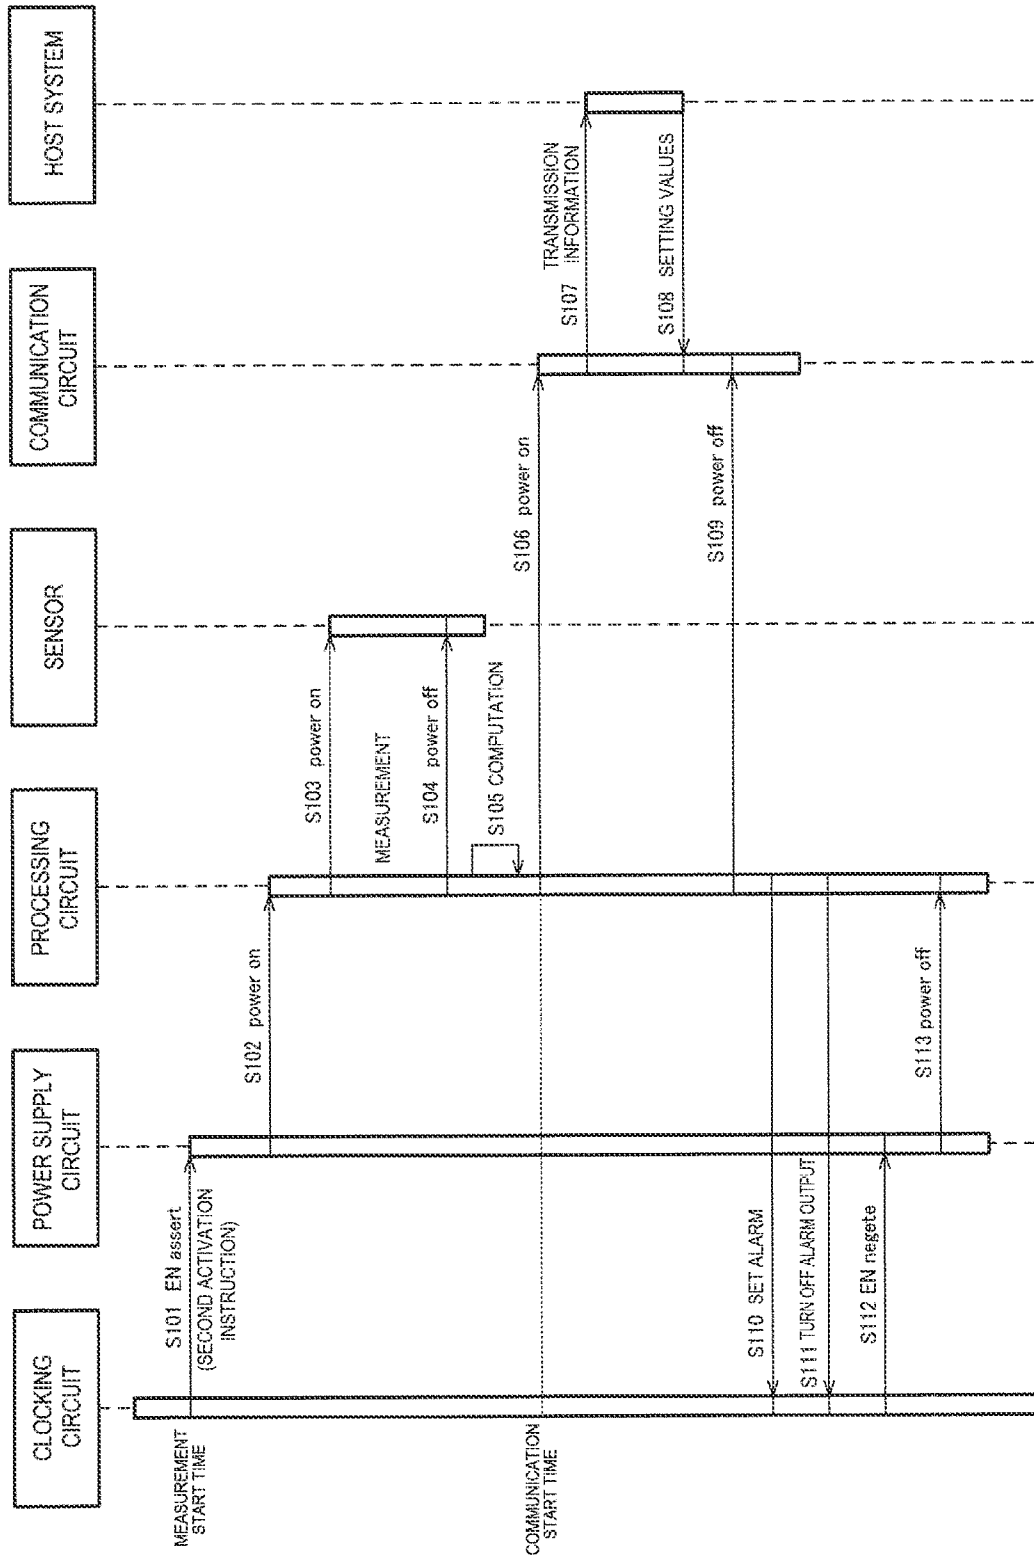 CLOCKING
CIRCUIT
POWER SUPPLY
CIRCUIT
PROCESSING
CIRCUIT
SENSOR
COMMUNICATION
CIRCUIT
HOST SYSTEM
MEASUREMENT
START TIME
S101 EN assert
(SECOND ACTIVATION
INSTRUCTION)
S102 power on
S103 power on
MEASUREMENT
S104 power off
S105 COMPUTATION
COMMUNICATION
START TIME
S106 power on
S107 TRANSMISSION
INFORMATION
S108 SETTING VALUES
S109 power off
S110 SET ALARM
S111 TURN OFF ALARM OUTPUT
S112 EN negete
S113 power off